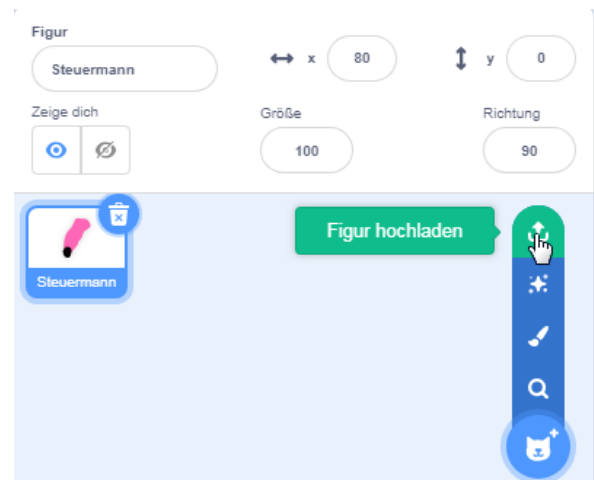 Figur
Steuermann
x 80
y 0
Zeige dich
Größe
Richtung
100
90
Figur hochladen
Steuermann